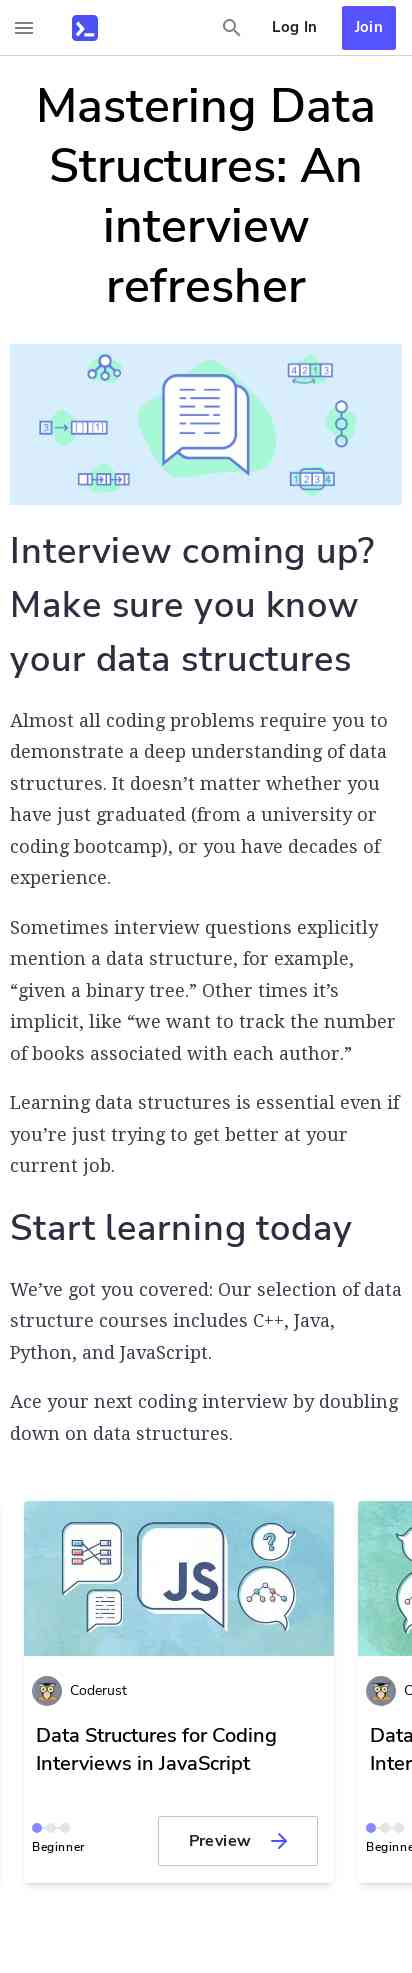 Log In
Join
Mastering Data
Structures: An
interview
refresher
4 2 1 3
3
1
1 2 3 4
Interview coming up?
Make sure you know
your data structures
Almost all coding problems require you to
demonstrate a deep understanding of data
structures. It doesn’t matter whether you
have just graduated (from a university or
coding bootcamp), or you have decades of
experience.
Sometimes interview questions explicitly
mention a data structure, for example,
“given a binary tree.” Other times it’s
implicit, like “we want to track the number
of books associated with each author.”
Learning data structures is essential even if
you’re just trying to get better at your
current job.
Start learning today
We’ve got you covered: Our selection of data
structure courses includes C++, Java,
Python, and JavaScript.
Ace your next coding interview by doubling
down on data structures.
JS
?
Coderust
C
Data Structures for Coding
Interviews in JavaScript
Data
Inter
Preview
Beginner
Beginne